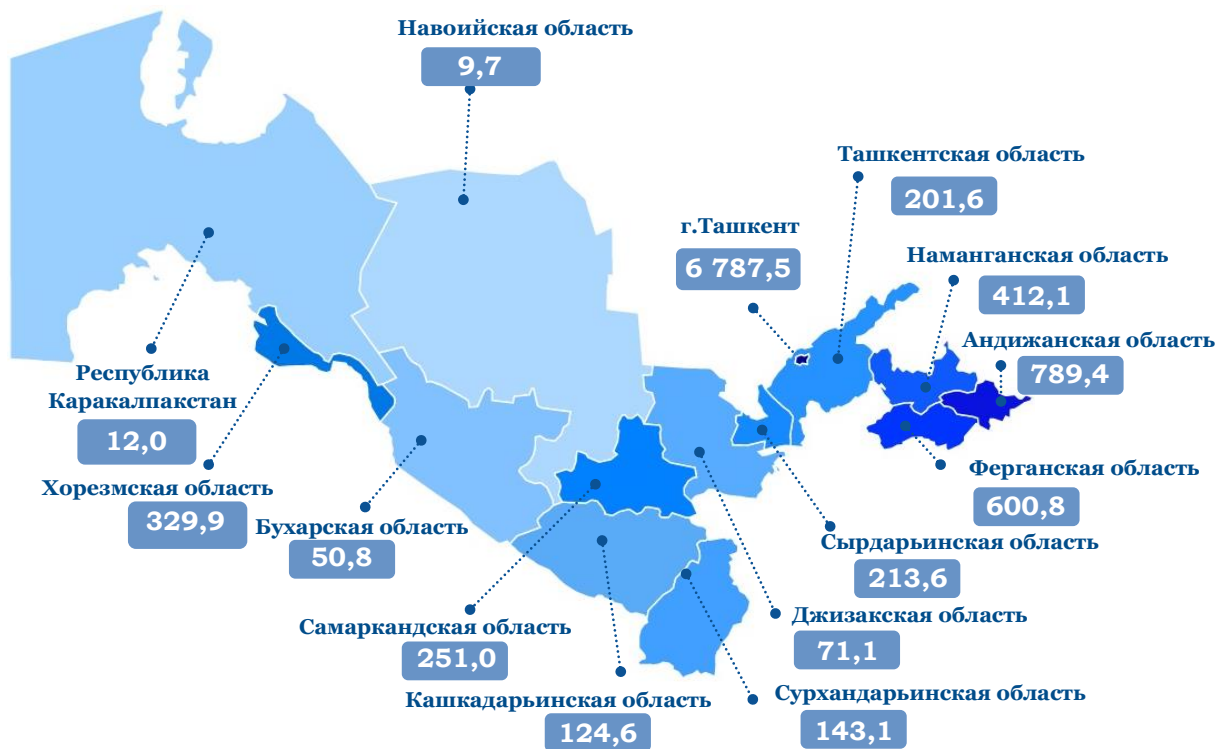 Навоийская область
9,7
Ташкентская область
201,6
г.Ташкент
6 787,5
Наманганская область
412,1
Андижанская область
789,4
Республика
Каракалпакстан
12,0
Хорезмская область
329,9
Бухарская область
50,8
Ферганская область
600,8
Сырдарьинская область
213,6
Джизакская область
71,1
Самаркандская область
251,0
Кашкадарьинская область
124,6
Сурхандарьинская область
143,1